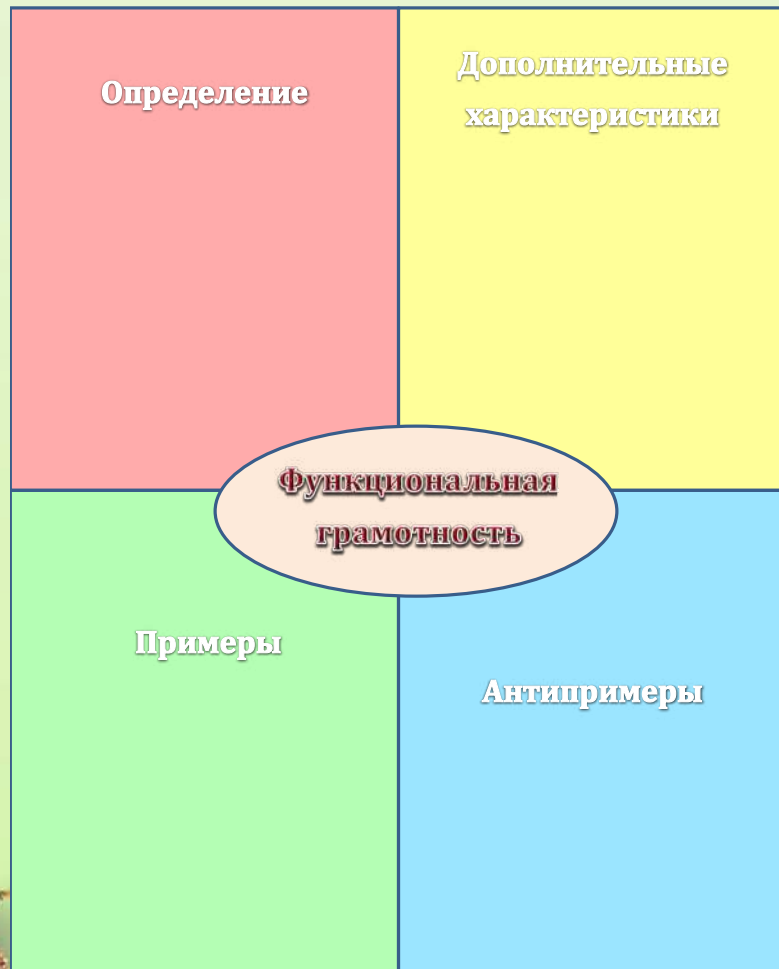 Определение
Дополнительные
характеристики
Функциональная
грамотность
Примеры
Антипримеры